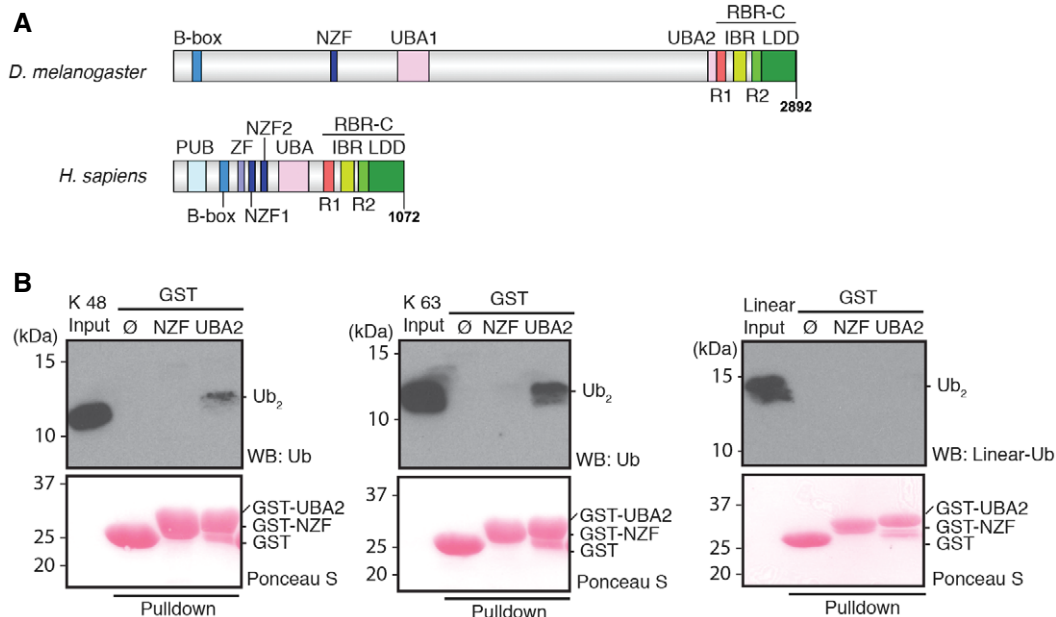 A
RBR-C
B-box NZF UBA1 UBA2 IBR LDD
D. melanogaster
R1 R2
2892
NZF2
RBR-C
PUB ZF UBA IBR LDD
H. sapiens
B-box NZF1 R1 R2
1072
B
K 48 GST
(kDa) Input Ø NZF UBA2
15
Ub2
10
WB: Ub
37
GST-UBA2
GST-NZF
25
GST
20
Ponceau S
Pulldown
K 63 GST
(kDa) Input Ø NZF UBA2
15
Ub2
10
WB: Ub
37
GST-UBA2
GST-NZF
25
GST
20
Ponceau S
Pulldown
Linear GST
(kDa) Input Ø NZF UBA2
15
Ub2
10
WB: Linear-Ub
37
GST-UBA2
GST-NZF
25
GST
20
Ponceau S
Pulldown